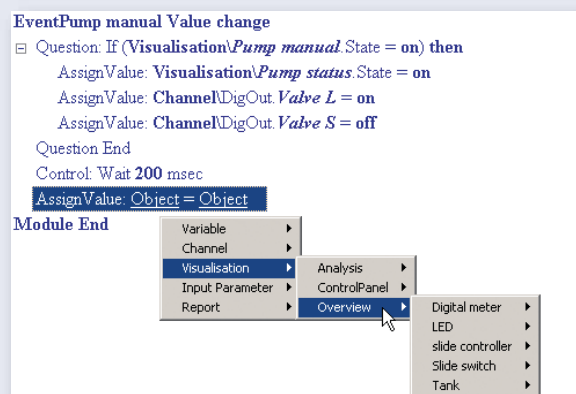 EventPump manual Value change
Question: If (Visualisation\Pump manual.State = on) then
AssignValue: Visualisation\Pump status.State = on
AssignValue: Channel\DigOut.Valve L = on
AssignValue: Channel\DigOut.Valve S = off
Question End
Control: Wait 200 msec
AssignValue: Object = Object
Module End
Variable
Channel
Visualisation
Input Parameter
Report
Analysis
ControlPanel
Overview
Digital meter
LED
slide controller
Slide switch
Tank